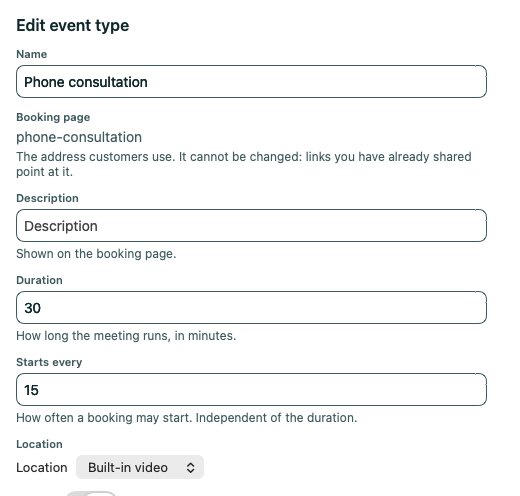 Edit event type
Name
Phone consultation
Booking page
phone-consultation
The address customers use. It cannot be changed: links you have already shared
point at it.
Description
Description
Shown on the booking page.
Duration
30
How long the meeting runs, in minutes.
Starts every
15
How often a booking may start. Independent of the duration.
Location
Location Built-in video